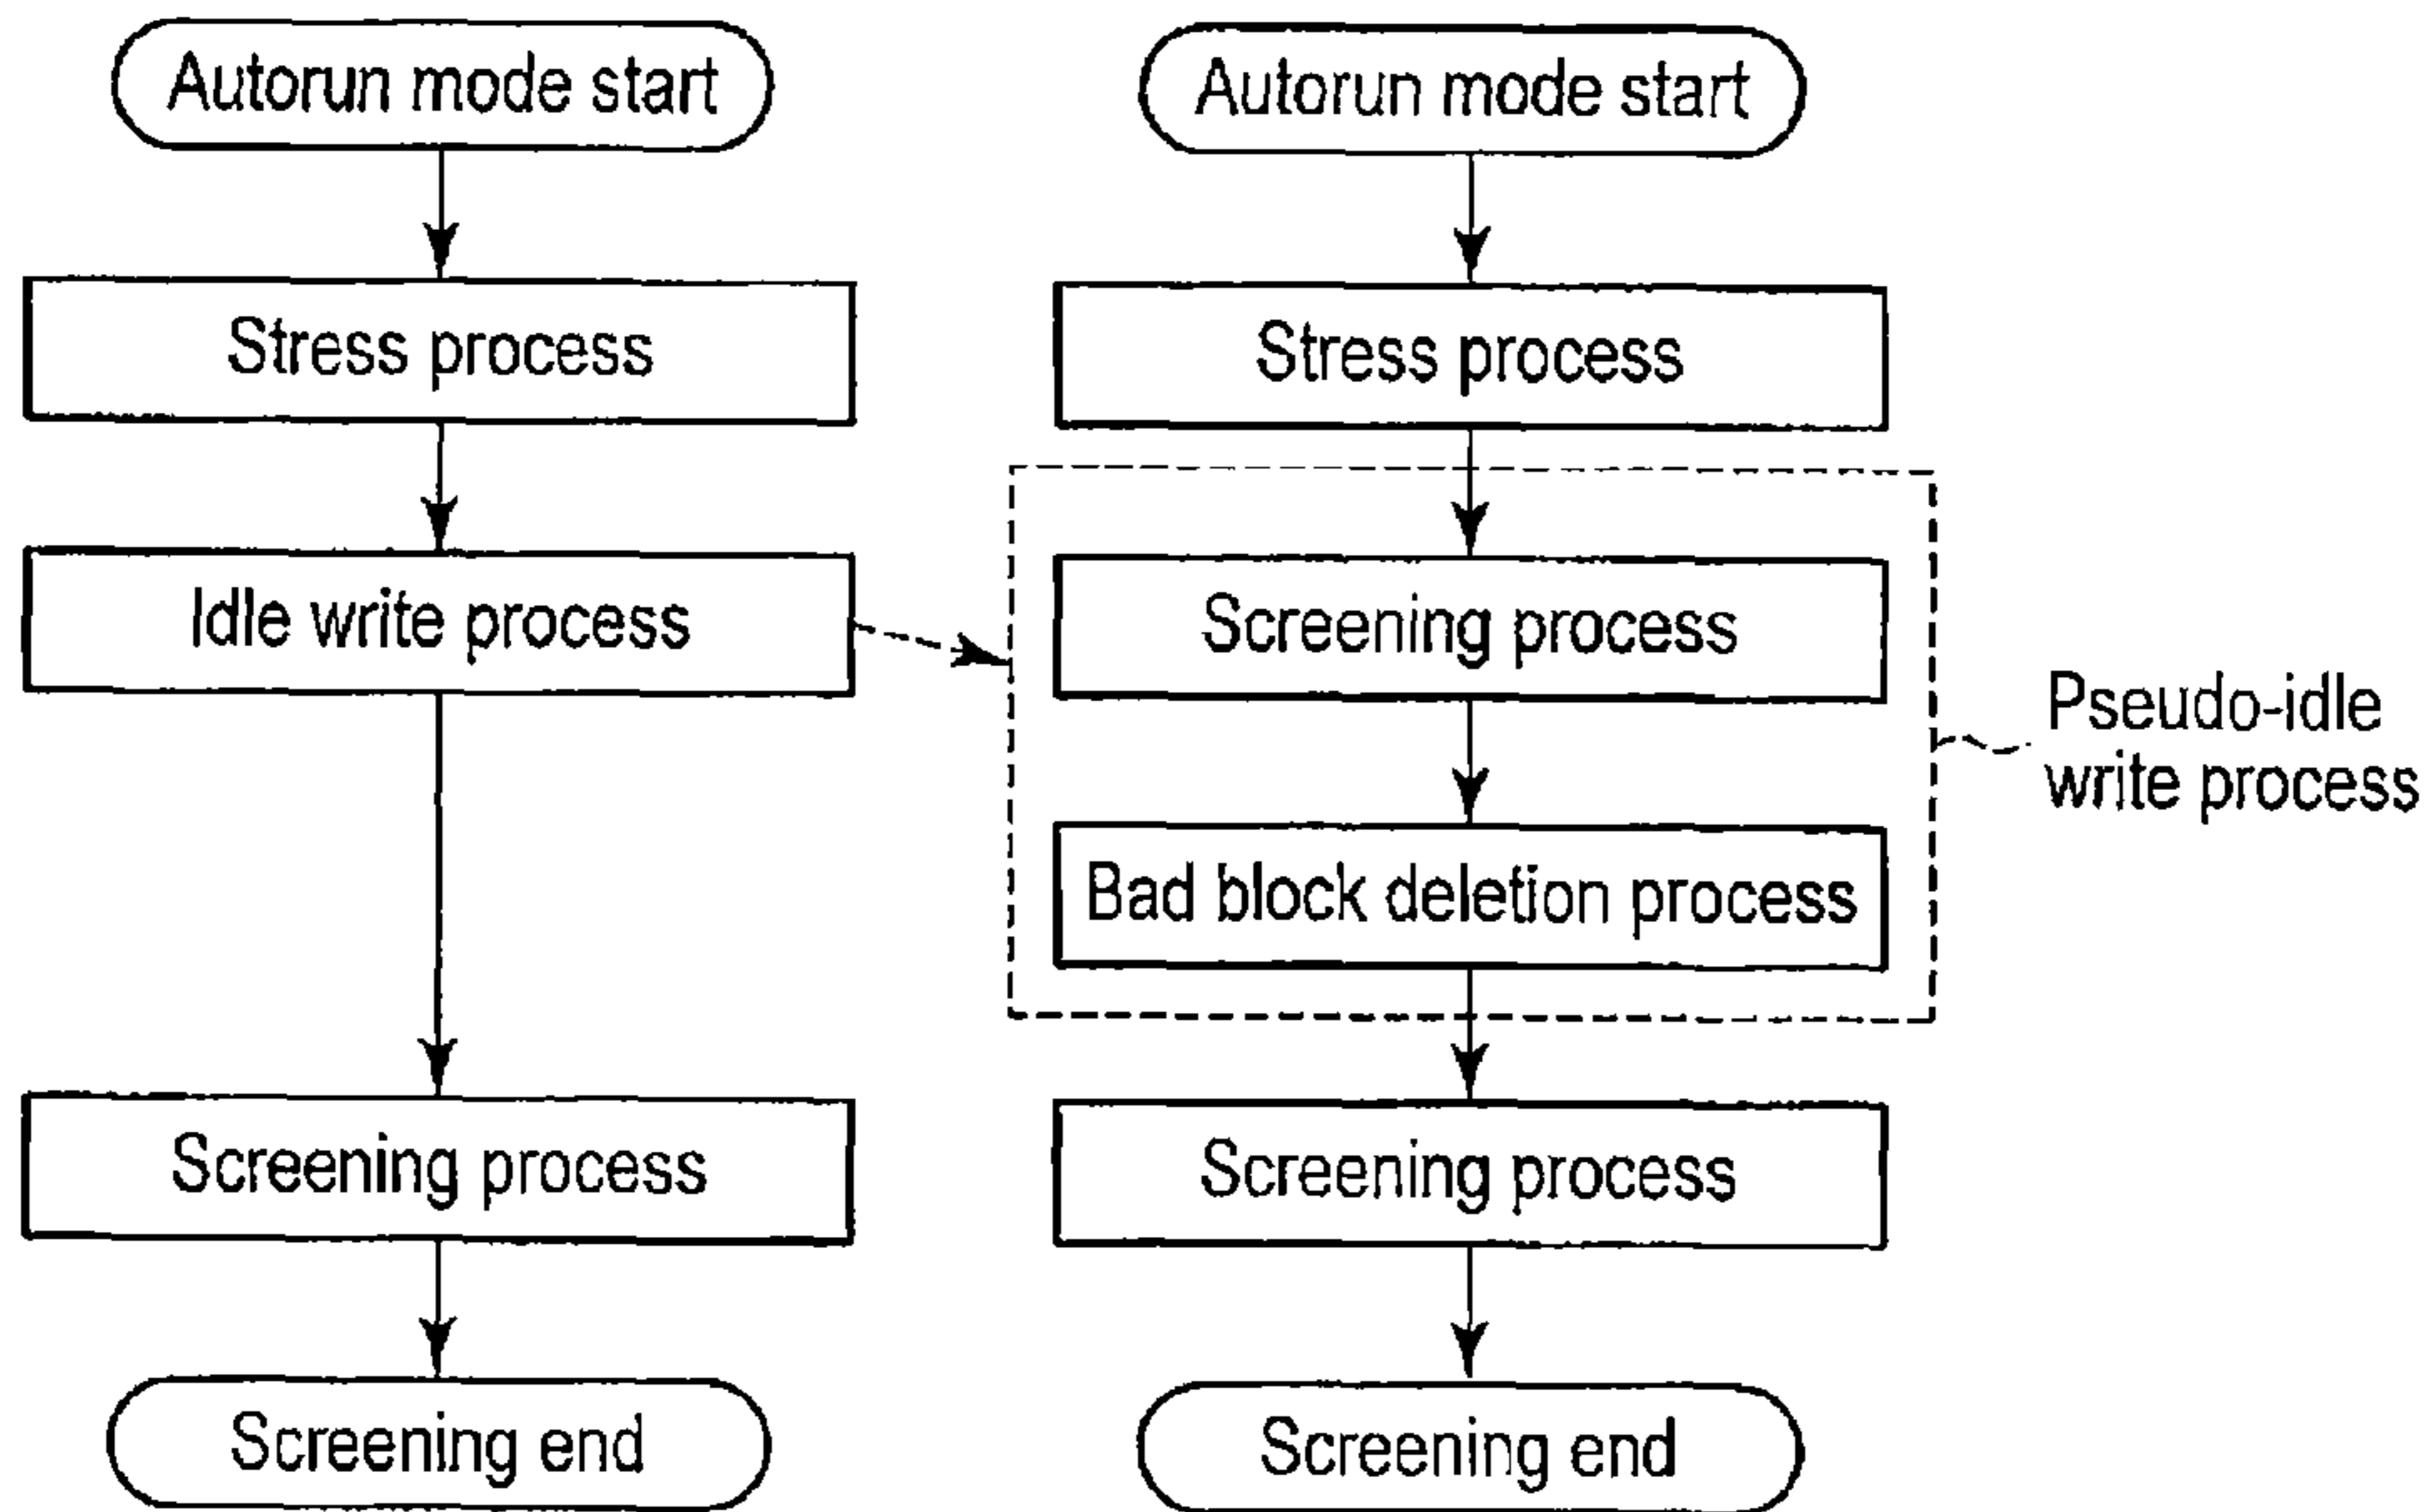 Autorun mode start
Stress process
Idle write process
Screening process
Screening end
Autorun mode start
Stress process
Screening process
Bad block deletion process
Screening process
Screening end
Pseudo-idle
write process